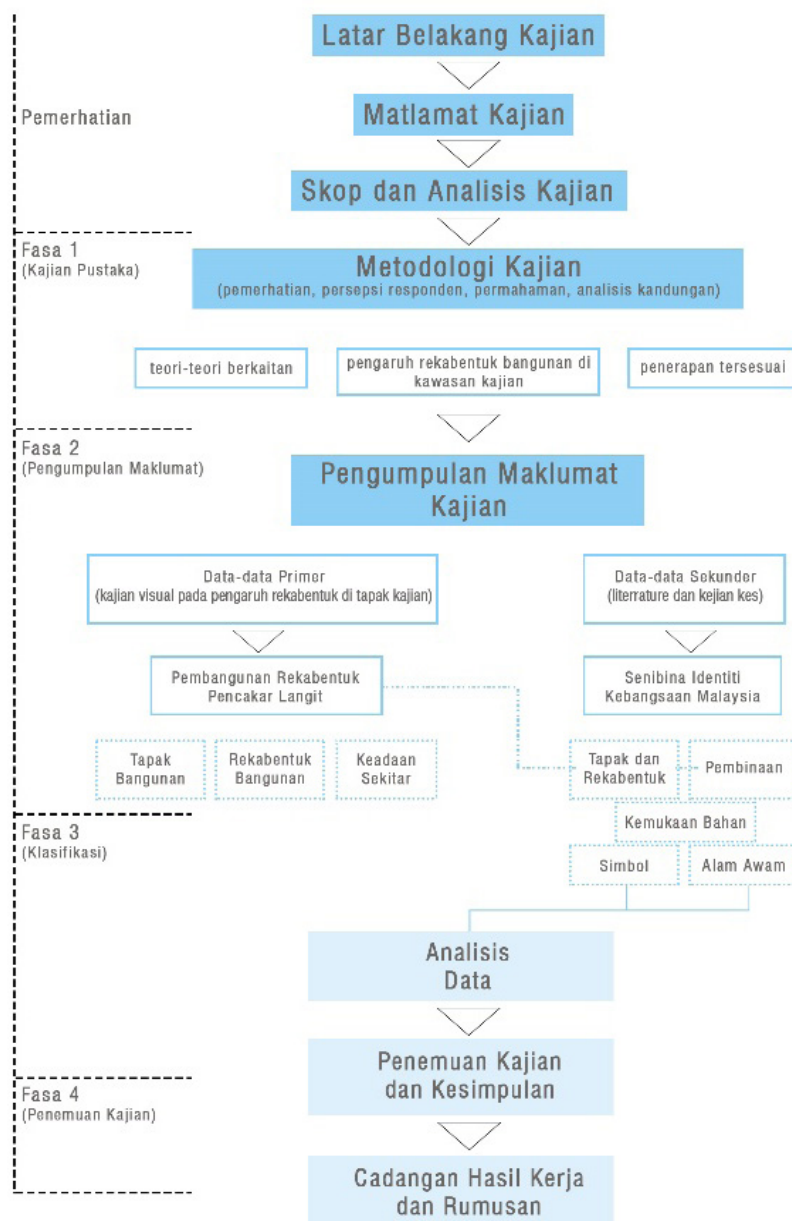 Latar Belakang Kajian
Pemerhatian
Matlamat Kajian
Skop dan Analisis Kajian
Fasa 1
(Kajian Pustaka)
Metodologi Kajian
(pemerhatian, persepsi responden, permahaman, analisis kandungan)
teori-teori berkaitan
pengaruh rekabentuk bangunan di
kawasan kajian
penerapan tersesuai
Fasa 2
(Pengumpulan Maklumat)
Pengumpulan Maklumat
Kajian
Data-data Primer
(kajian visual pada pengaruh rekabentuk di tapak kajian)
Data-data Sekunder
(literrature dan kejian kes)
Pembangunan Rekabentuk
Pencakar Langit
Senibina Identiti
Kebangsaan Malaysia
Tapak
Bangunan
Rekabentuk
Bangunan
Keadaan
Sekitar
Tapak dan
Rekabentuk
Pembinaan
Fasa 3
(Klasifikasi)
Kemukaan Bahan
Simbol
Alam Awam
Analisis
Data
Penemuan Kajian
dan Kesimpulan
Fasa 4
(Penemuan Kajian)
Cadangan Hasil Kerja
dan Rumusan